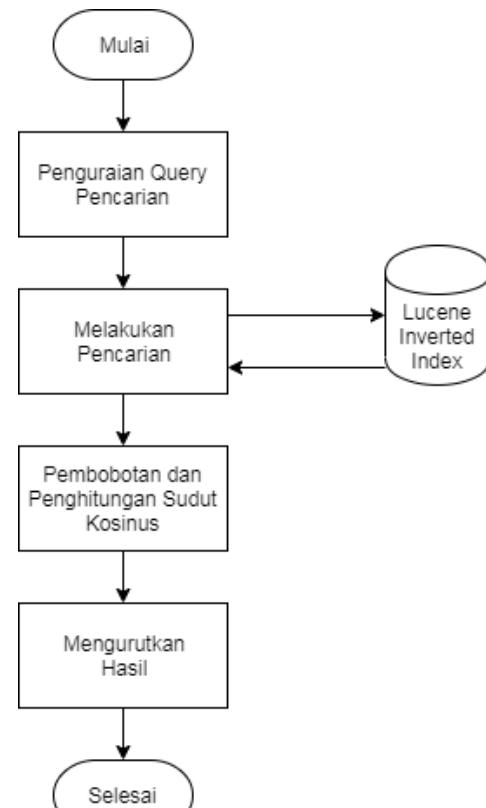 Mulai
Penguraian Query
Pencarian
Melakukan
Pencarian
Lucene
Inverted
Index
Pembobotan dan
Penghitungan Sudut
Kosinus
Mengurutkan
Hasil
Selesai